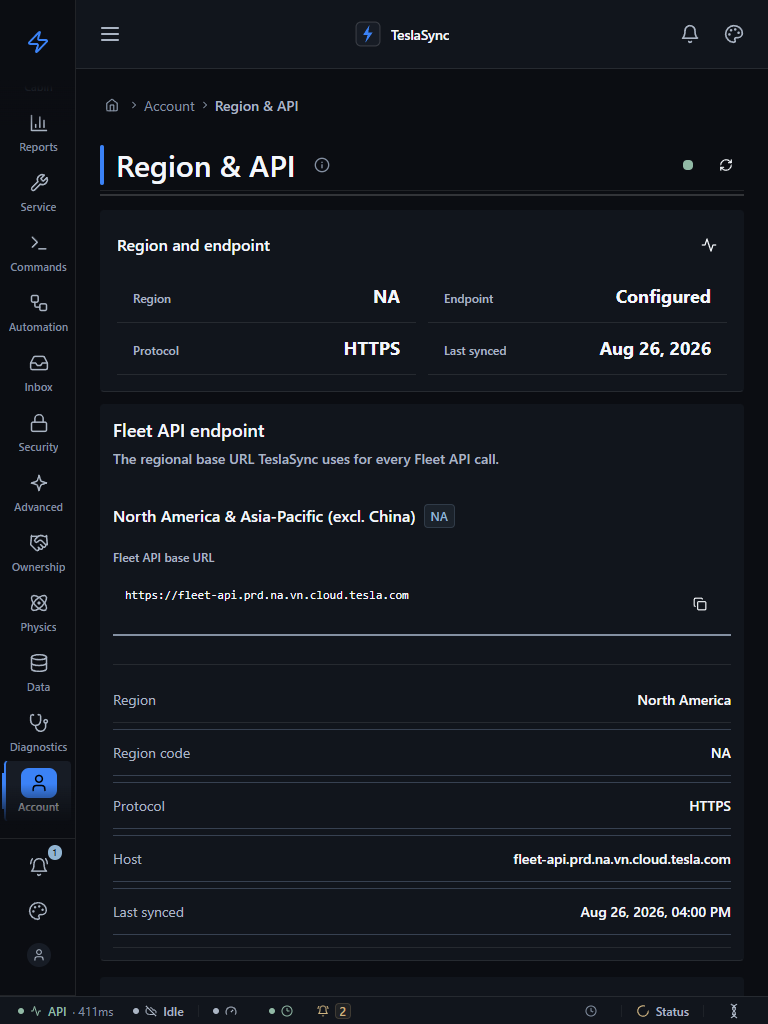 TeslaSync
Account
Region & API
Region & API
Reports
Service
Commands
Automation
Inbox
Security
Advanced
Ownership
Physics
Data
Diagnostics
Account
1
Region and endpoint
Region
NA
Endpoint
Configured
Protocol
HTTPS
Last synced
Aug 26, 2026
Fleet API endpoint
The regional base URL TeslaSync uses for every Fleet API call.
North America & Asia-Pacific (excl. China)
NA
Fleet API base URL
https://fleet-api.prd.na.vn.cloud.tesla.com
Region
North America
Region code
NA
Protocol
HTTPS
Host
fleet-api.prd.na.vn.cloud.tesla.com
Last synced
Aug 26, 2026, 04:00 PM
API · 411ms
Idle
2
Status